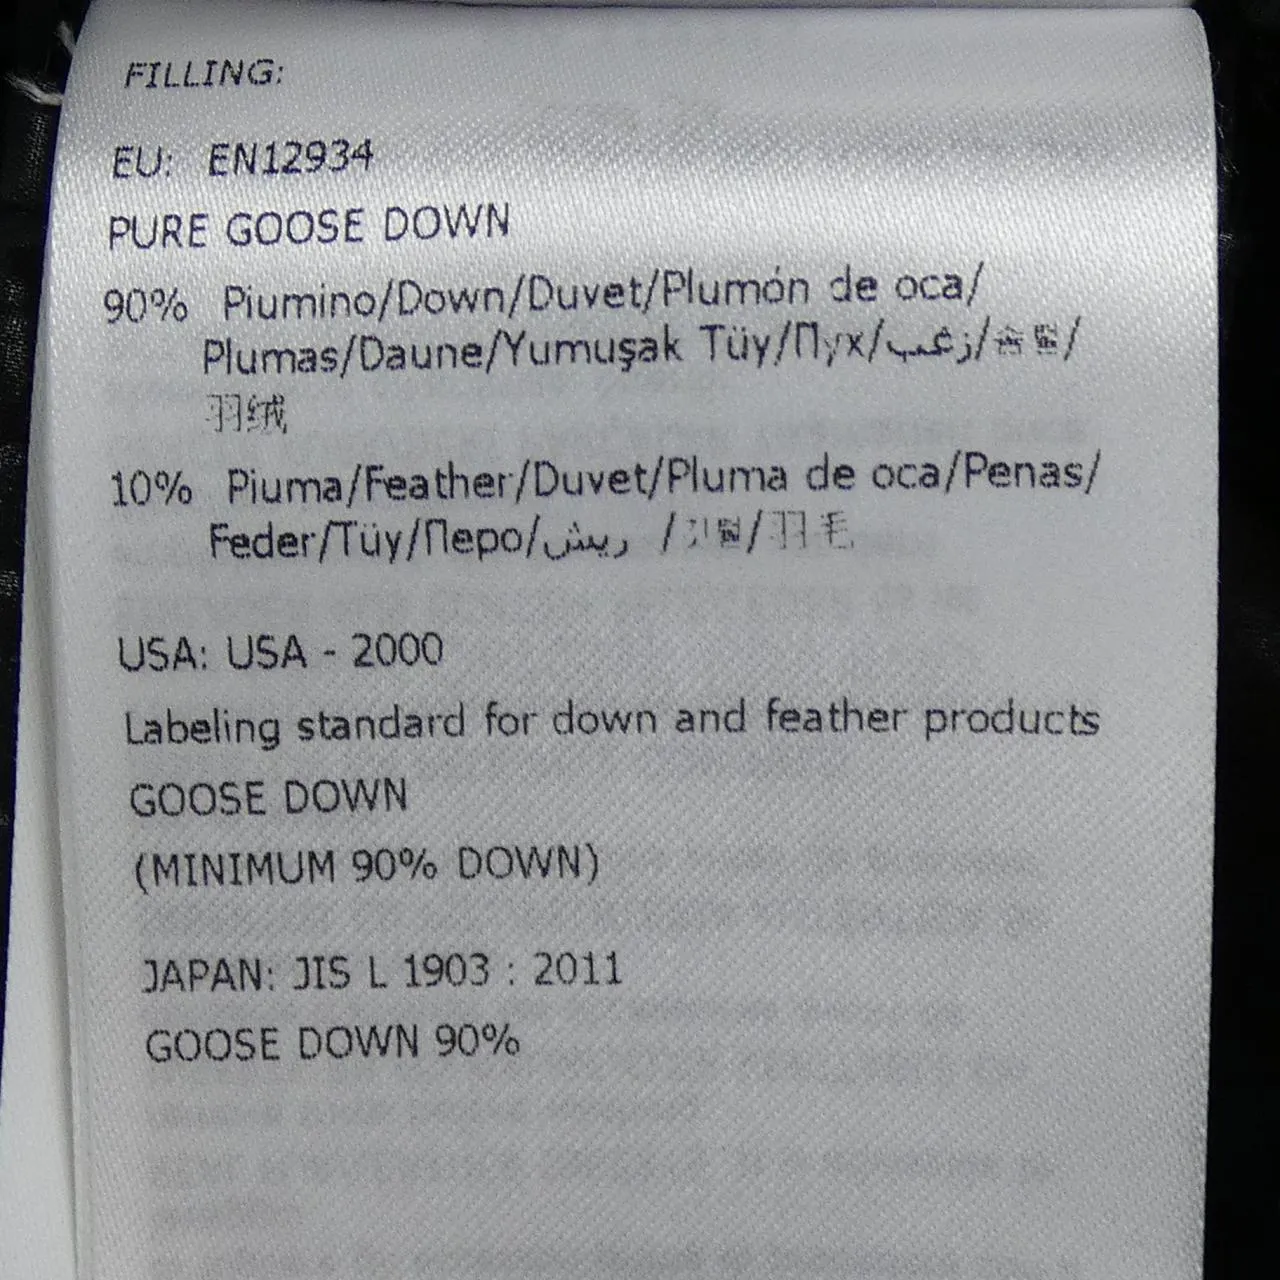 FILLING:
EU: EN12934
PURE GOOSE DOWN
90% Piumino/Down/Duvet/Plumón de oca/
Plumas/Daune/Yumuşak Tüy/Пух/زغب/솜털/
羽绒
10% Piuma/Feather/Duvet/Pluma de oca/Penas/
Feder/Tüy/Перо/ريش /깃털/羽毛
USA: USA - 2000
Labeling standard for down and feather products
GOOSE DOWN
(MINIMUM 90% DOWN)
JAPAN: JIS L 1903 : 2011
GOOSE DOWN 90%